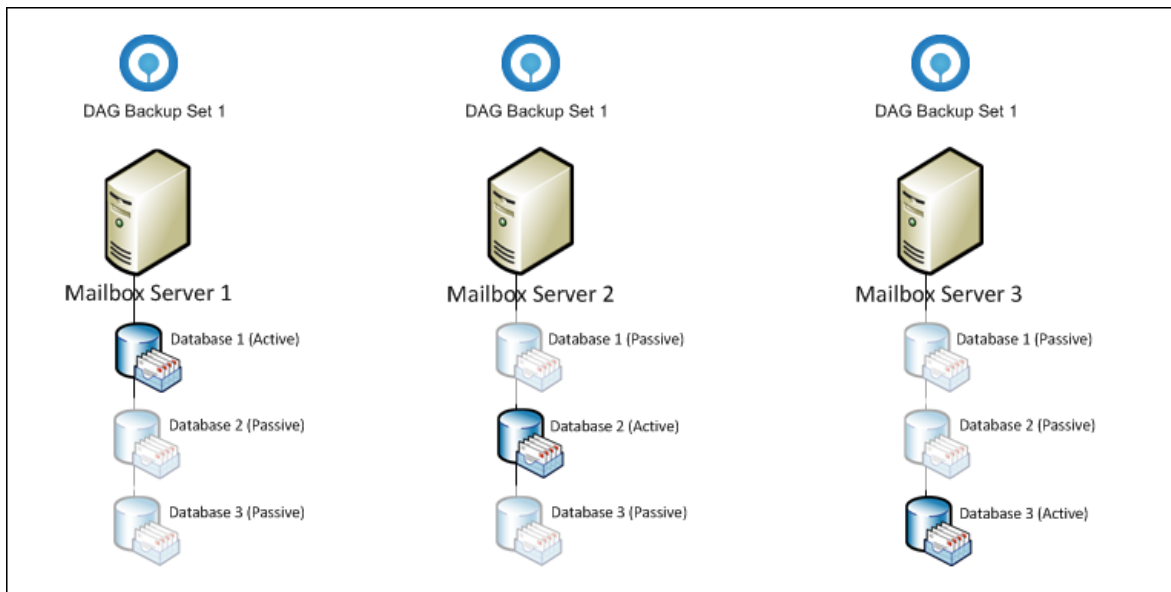 DAG Backup Set 1
DAG Backup Set 1
DAG Backup Set 1
Mailbox Server 1
Mailbox Server 2
Mailbox Server 3
Database 1 (Active)
Database 1 (Passive)
Database 1 (Passive)
Database 2 (Passive)
Database 2 (Active)
Database 2 (Passive)
Database 3 (Passive)
Database 3 (Passive)
Database 3 (Active)